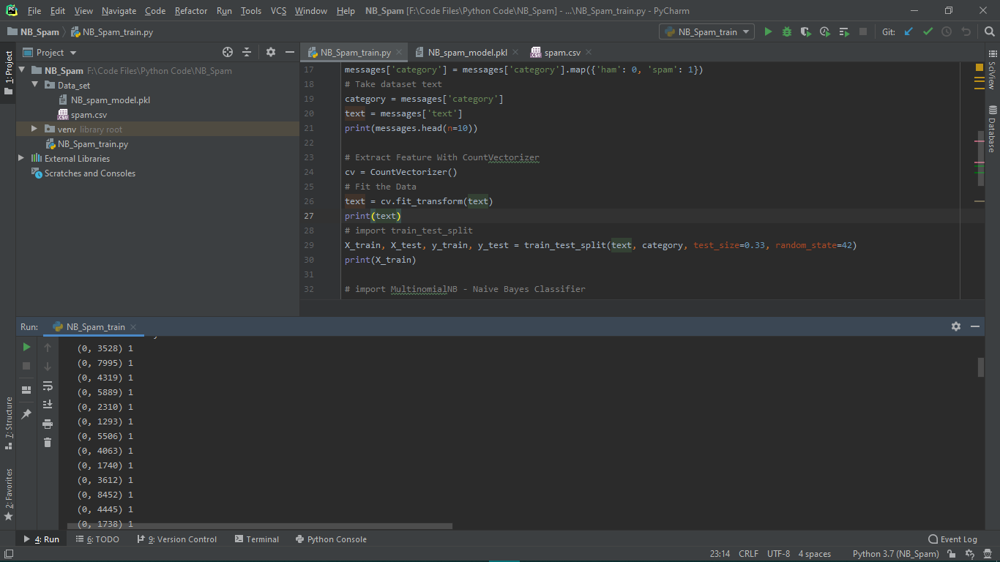 File Edit View Navigate Code Refactor Run Tools VCS Window Help NB_Spam [F:\Code Files\Python Code\NB_Spam] - ...\NB_Spam_train.py - PyCharm
NB_Spam NB_Spam_train.py NB_Spam_train Git:
1: Project
Project
NB_Spam F:\Code Files\Python Code\NB_Spam
Data_set
NB_spam_model.pkl
spam.csv
venv library root
NB_Spam_train.py
External Libraries
Scratches and Consoles
NB_Spam_train.py NB_spam_model.pkl spam.csv
17 messages['category'] = messages['category'].map({'ham': 0, 'spam': 1})
18 # Take dataset text
19 category = messages['category']
20 text = messages['text']
21 print(messages.head(n=10))
22
23 # Extract Feature With CountVectorizer
24 cv = CountVectorizer()
25 # Fit the Data
26 text = cv.fit_transform(text)
27 print(text)
28 # import train_test_split
29 X_train, X_test, y_train, y_test = train_test_split(text, category, test_size=0.33, random_state=42)
30 print(X_train)
31
32 # import MultinomialNB - Naive Bayes Classifier
SciView
Database
Run: NB_Spam_train
(0, 3528) 1
(0, 7995) 1
(0, 4319) 1
(0, 5889) 1
(0, 2310) 1
(0, 1293) 1
(0, 5506) 1
(0, 4063) 1
(0, 1740) 1
(0, 3612) 1
(0, 8452) 1
(0, 4445) 1
(0, 1738) 1
7: Structure
2: Favorites
4: Run 6: TODO 9: Version Control Terminal Python Console Event Log
23:14 CRLF UTF-8 4 spaces Python 3.7 (NB_Spam)